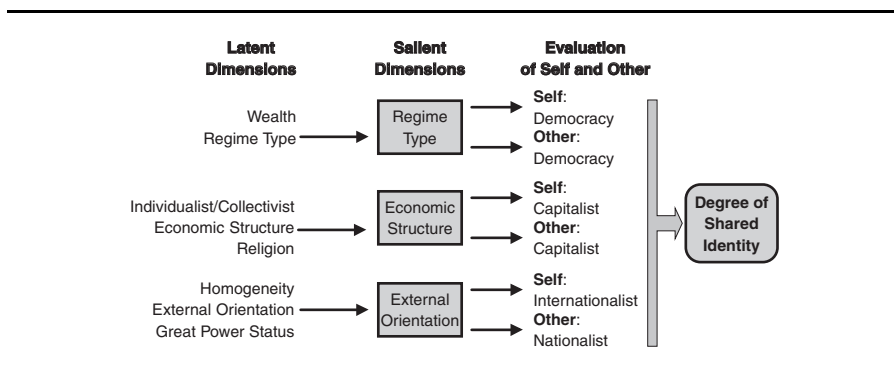 Latent
Dimensions
Salient
Dimensions
Evaluation
of Self and Other
Wealth
Regime Type
Regime
Type
Self:
Democracy
Other:
Democracy
Individualist/Collectivist
Economic Structure
Religion
Economic
Structure
Self:
Capitalist
Other:
Capitalist
Homogeneity
External Orientation
Great Power Status
External
Orientation
Self:
Internationalist
Other:
Nationalist
Degree of
Shared
Identity